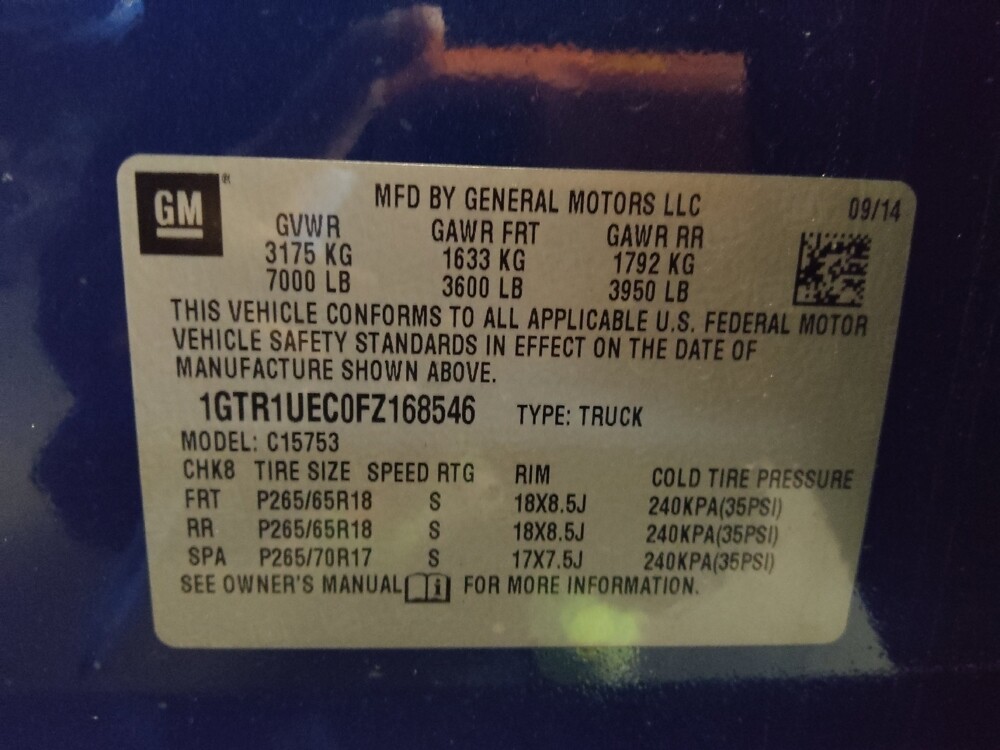 GM ®
MFD BY GENERAL MOTORS LLC 09/14
GVWR GAWR FRT GAWR RR
3175 KG 1633 KG 1792 KG
7000 LB 3600 LB 3950 LB
THIS VEHICLE CONFORMS TO ALL APPLICABLE U.S. FEDERAL MOTOR
VEHICLE SAFETY STANDARDS IN EFFECT ON THE DATE OF
MANUFACTURE SHOWN ABOVE.
1GTR1UEC0FZ168546 TYPE: TRUCK
MODEL: C15753
CHK8 TIRE SIZE SPEED RTG RIM COLD TIRE PRESSURE
FRT P265/65R18 S 18X8.5J 240KPA(35PSI)
RR P265/65R18 S 18X8.5J 240KPA(35PSI)
SPA P265/70R17 S 17X7.5J 240KPA(35PSI)
SEE OWNER'S MANUAL i FOR MORE INFORMATION.